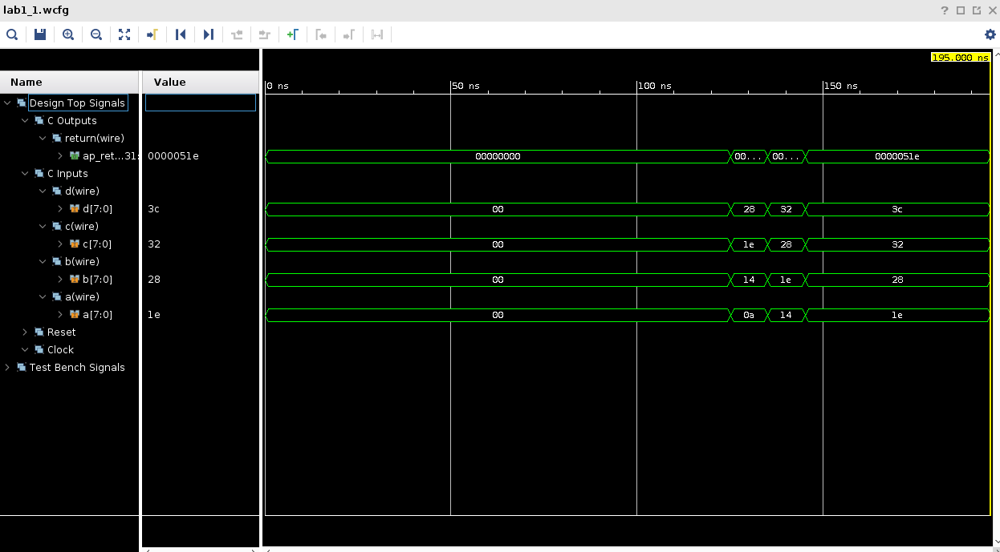 lab1_1.wcfg
195.000 ns
Name Value
0 ns 50 ns 100 ns 150 ns
Design Top Signals
C Outputs
return(wire)
ap_ret...31: 0000051e 00000000 00... 00... 0000051e
C Inputs
d(wire)
d[7:0] 3c 00 28 32 3c
c(wire)
c[7:0] 32 00 1e 28 32
b(wire)
b[7:0] 28 00 14 1e 28
a(wire)
a[7:0] 1e 00 0a 14 1e
Reset
Clock
Test Bench Signals